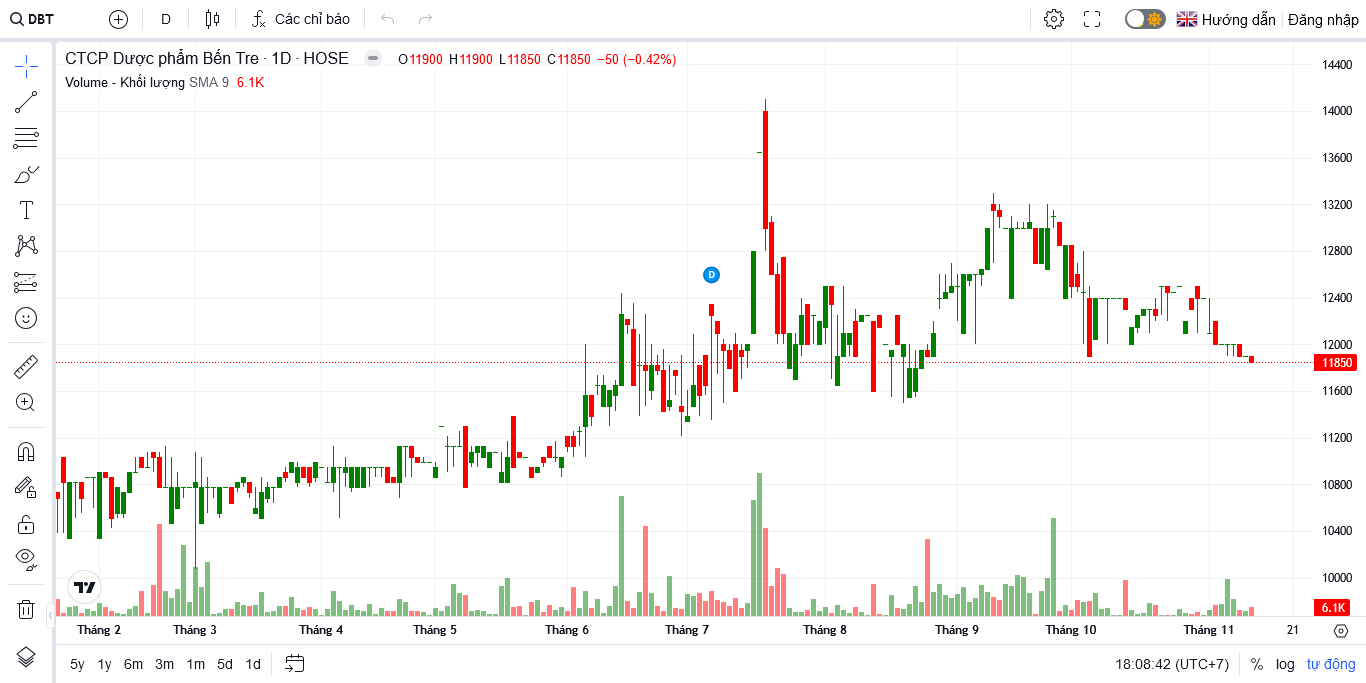 DBT D Các chỉ báo Hướng dẫn Đăng nhập
CTCP Dược phẩm Bến Tre · 1D · HOSE O11900 H11900 L11850 C11850 −50 (−0.42%)
Volume - Khối lượng SMA 9 6.1K
14400
14000
13600
13200
12800
D
12400
12000
11850
11600
11200
10800
10400
10000
6.1K
Tháng 2 Tháng 3 Tháng 4 Tháng 5 Tháng 6 Tháng 7 Tháng 8 Tháng 9 Tháng 10 Tháng 11 21
5y 1y 6m 3m 1m 5d 1d 18:08:42 (UTC+7) % log tự động